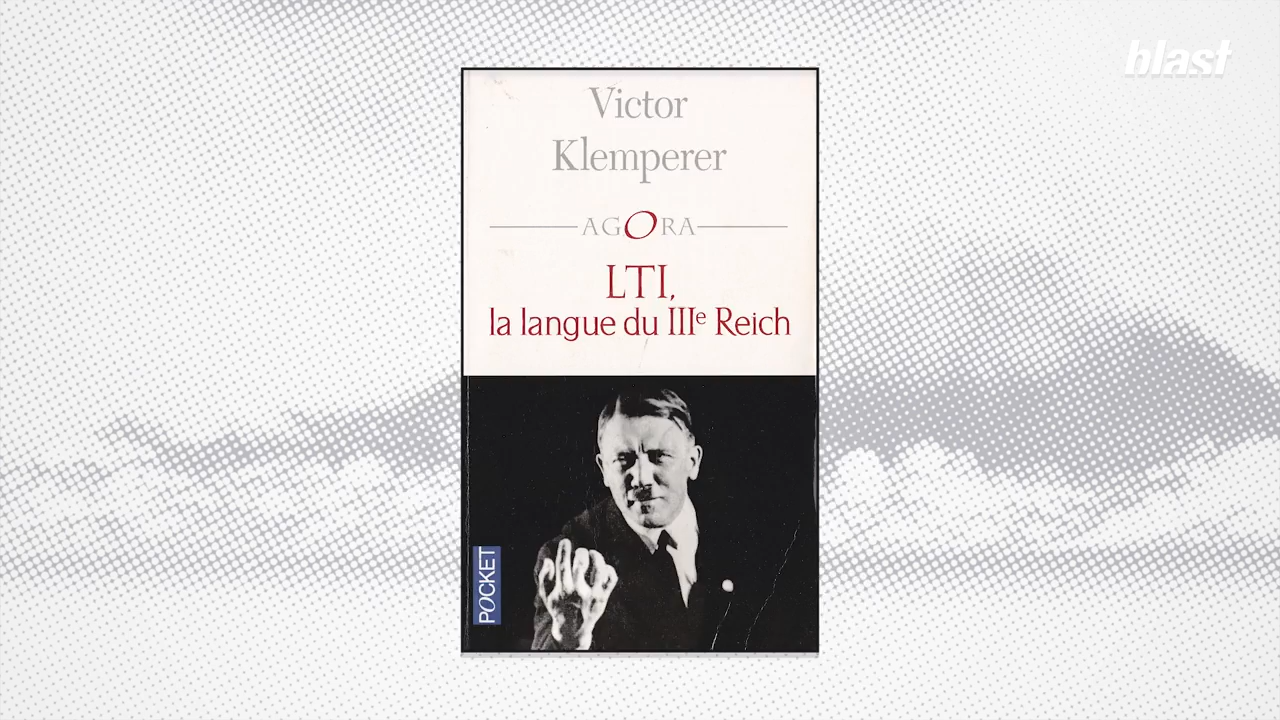 blast
Victor
Klemperer
AGORA
LTI,
la langue du IIIe Reich
POCKET